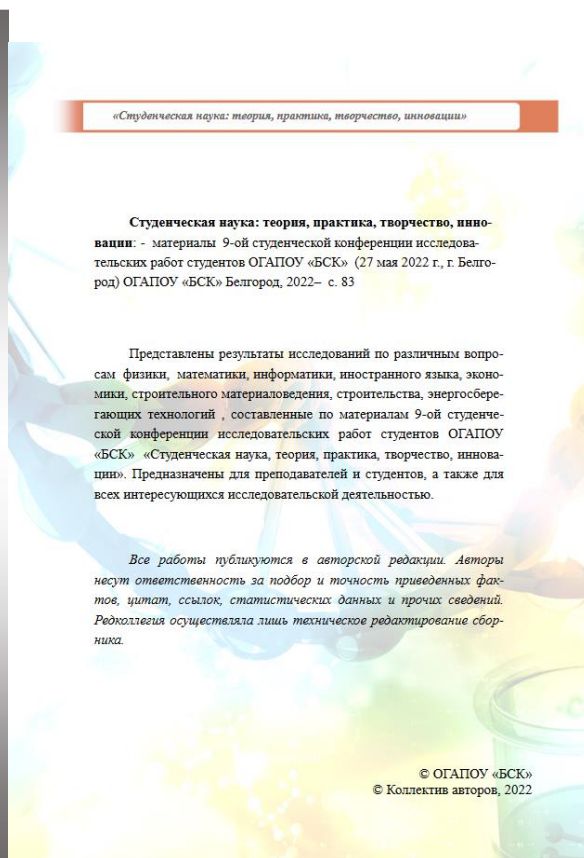 «Студенческая наука: теория, практика, творчество, инновации»
Студенческая наука: теория, практика, творчество, инно-
вации: - материалы 9-ой студенческой конференции исследова-
тельских работ студентов ОГАПОУ «БСК» (27 мая 2022 г., г. Белго-
род) ОГАПОУ «БСК» Белгород, 2022– с. 83
Представлены результаты исследований по различным вопро-
сам физики, математики, информатики, иностранного языка, эконо-
мики, строительного материаловедения, строительства, энергосбере-
гающих технологий , составленные по материалам 9-ой студенче-
ской конференции исследовательских работ студентов ОГАПОУ
«БСК» «Студенческая наука, теория, практика, творчество, иннова-
ции». Предназначены для преподавателей и студентов, а также для
всех интересующихся исследовательской деятельностью.
Все работы публикуются в авторской редакции. Авторы
несут ответственность за подбор и точность приведенных фак-
тов, цитат, ссылок, статистических данных и прочих сведений.
Редколлегия осуществляла лишь техническое редактирование сбор-
ника.
© ОГАПОУ «БСК»
© Коллектив авторов, 2022